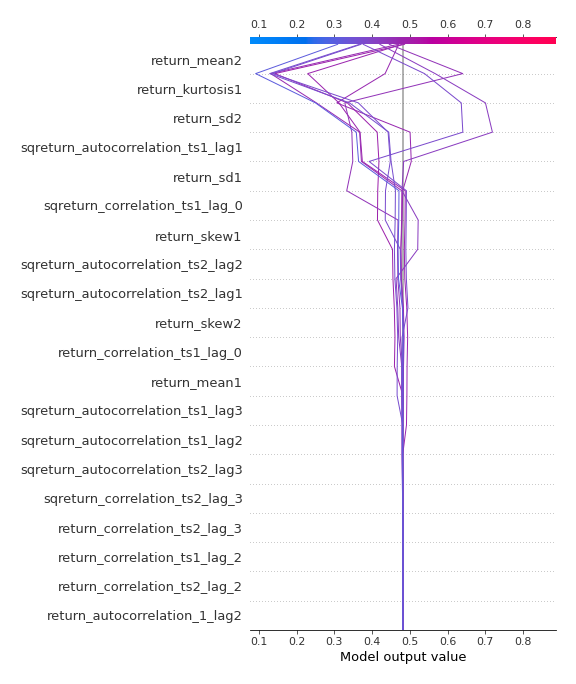 0.1 0.2 0.3 0.4 0.5 0.6 0.7 0.8
return_mean2
return_kurtosis1
return_sd2
sqreturn_autocorrelation_ts1_lag1
return_sd1
sqreturn_correlation_ts1_lag_0
return_skew1
sqreturn_autocorrelation_ts2_lag2
sqreturn_autocorrelation_ts2_lag1
return_skew2
return_correlation_ts1_lag_0
return_mean1
sqreturn_autocorrelation_ts1_lag3
sqreturn_autocorrelation_ts1_lag2
sqreturn_autocorrelation_ts2_lag3
sqreturn_correlation_ts2_lag_3
return_correlation_ts2_lag_3
return_correlation_ts1_lag_2
return_correlation_ts2_lag_2
return_autocorrelation_1_lag2
0.1 0.2 0.3 0.4 0.5 0.6 0.7 0.8
Model output value